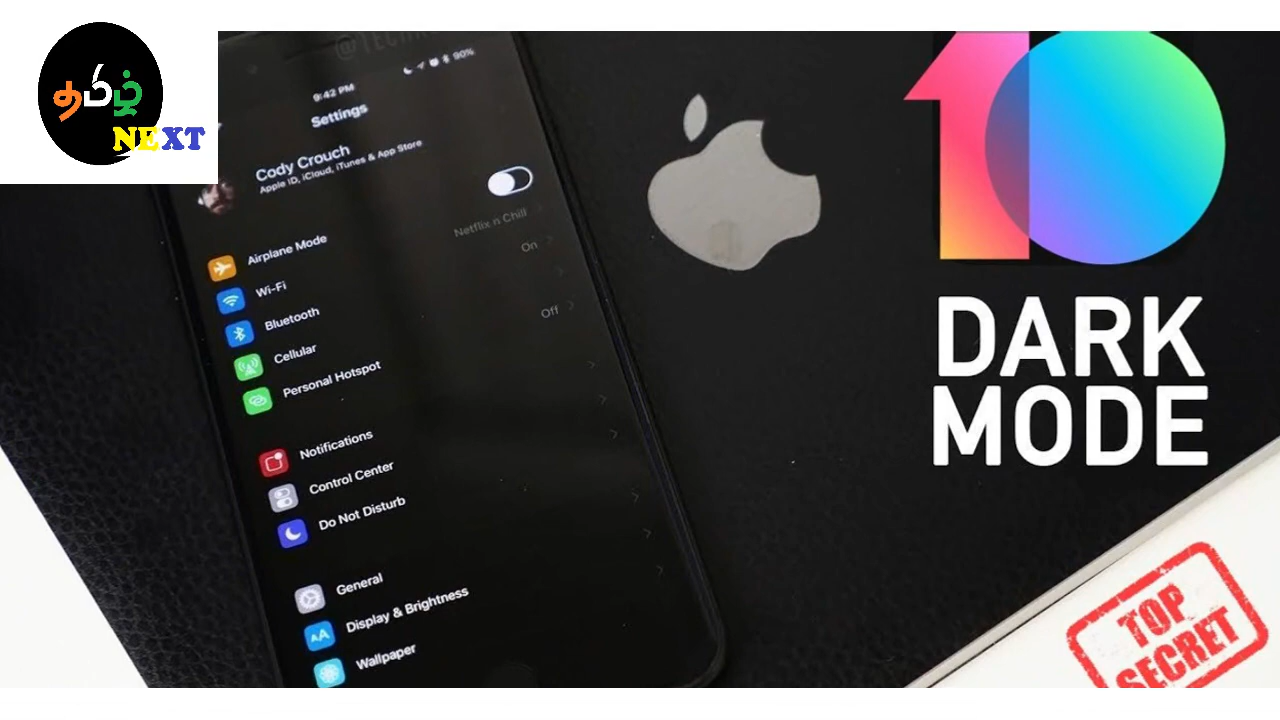 தமிழ்
NEXT
9:42 PM
90%
Settings
Cody Crouch
Apple ID, iCloud, iTunes & App Store
Airplane Mode
Wi-Fi
Netflix n Chill
Bluetooth
On
Cellular
Personal Hotspot
Off
Notifications
Control Center
Do Not Disturb
General
Display & Brightness
Wallpaper
10
DARK
MODE
TOP
SECRET